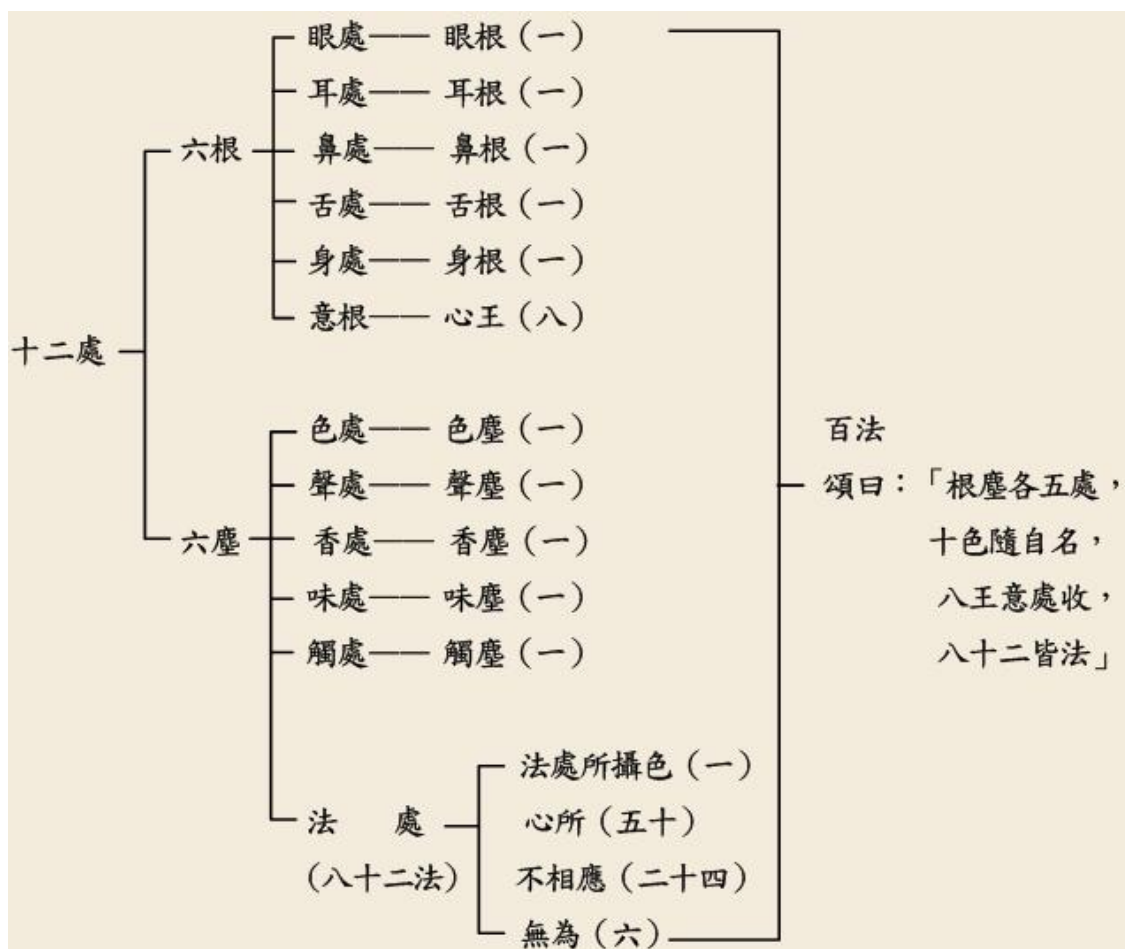 十二處
六根
眼處——眼根（一）
耳處——耳根（一）
鼻處——鼻根（一）
舌處——舌根（一）
身處——身根（一）
意根——心王（八）
六塵
色處——色塵（一）
聲處——聲塵（一）
香處——香塵（一）
味處——味塵（一）
觸處——觸塵（一）
法　處
（八十二法）
法處所攝色（一）
心所（五十）
不相應（二十四）
無為（六）
百法
頌曰：「根塵各五處，
十色隨自名，
八王意處收，
八十二皆法」